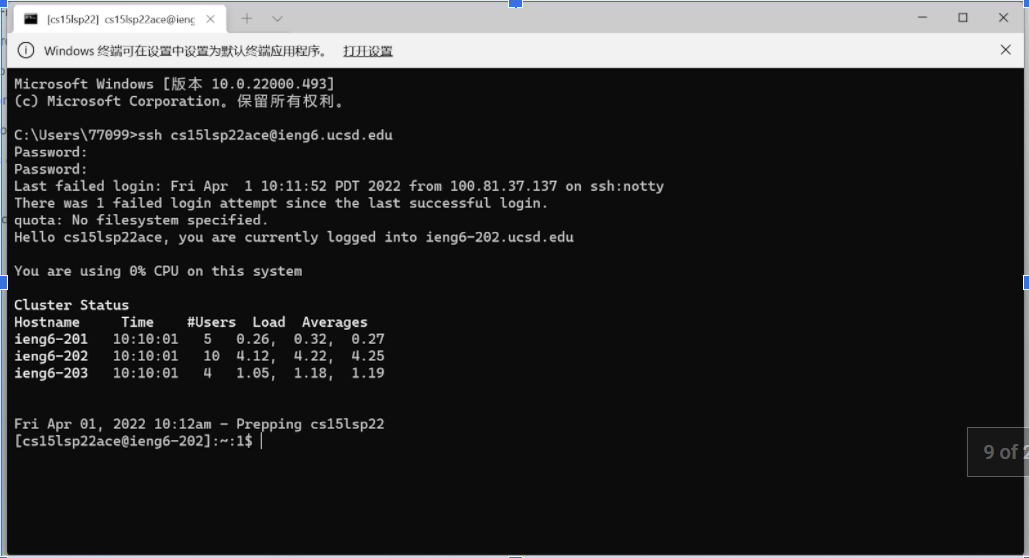 [cs15lsp22] cs15lsp22ace@ieng
Windows 终端可在设置中设置为默认终端应用程序。 打开设置
Microsoft Windows [版本 10.0.22000.493]
(c) Microsoft Corporation。保留所有权利。
C:\Users\77099>ssh cs15lsp22ace@ieng6.ucsd.edu
Password:
Password:
Last failed login: Fri Apr  1 10:11:52 PDT 2022 from 100.81.37.137 on ssh:notty
There was 1 failed login attempt since the last successful login.
quota: No filesystem specified.
Hello cs15lsp22ace, you are currently logged into ieng6-202.ucsd.edu
You are using 0% CPU on this system
Cluster Status
Hostname     Time    #Users  Load  Averages
ieng6-201   10:10:01   5   0.26,  0.32,  0.27
ieng6-202   10:10:01   10  4.12,  4.22,  4.25
ieng6-203   10:10:01   4   1.05,  1.18,  1.19
Fri Apr 01, 2022 10:12am - Prepping cs15lsp22
[cs15lsp22ace@ieng6-202]:~:1$
9 of 2